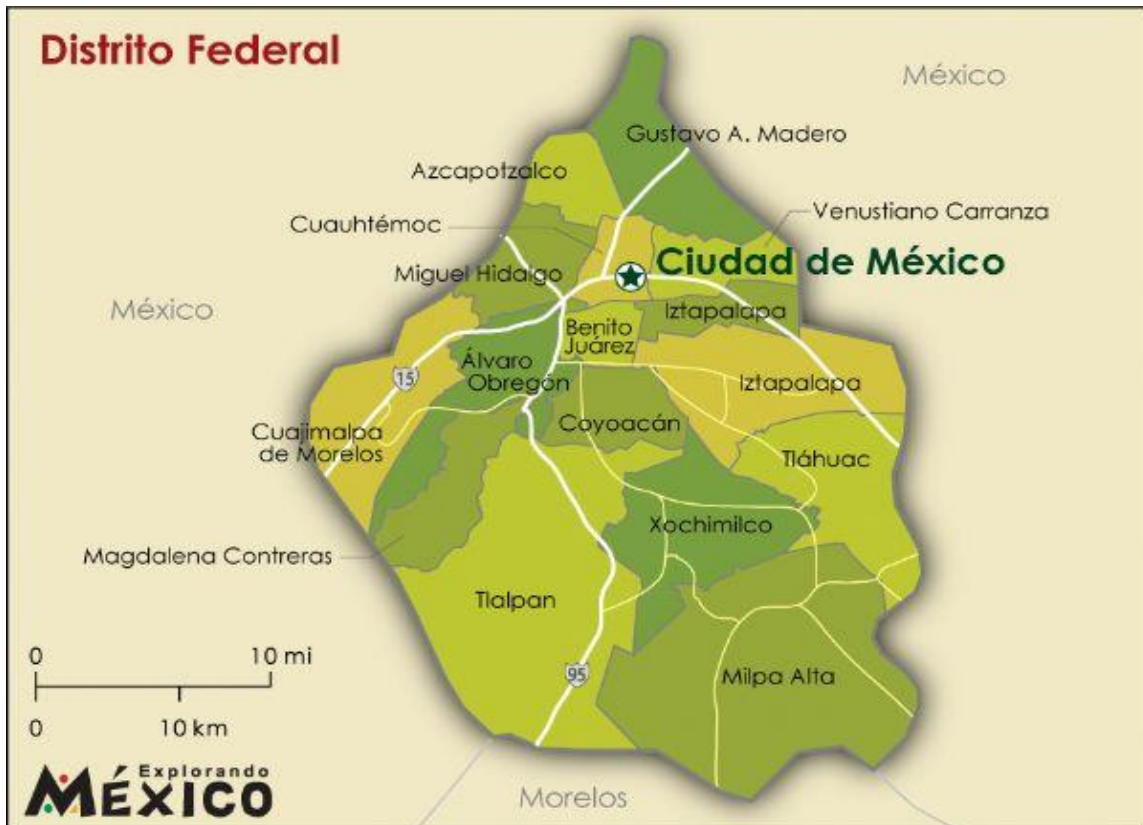 Distrito Federal
México
Gustavo A. Madero
Azcapotzalco
Venustiano Carranza
Cuauhtémoc
Ciudad de México
Miguel Hidalgo
México
Iztapalapa
Benito
Juárez
Álvaro
Obregón
15
Iztapalapa
Coyoacán
Cuajimalpa
de Morelos
Tláhuac
Xochimilco
Magdalena Contreras
Tlalpan
0 10 mi
95
Milpa Alta
0 10 km
Explorando
MÉXICO
Morelos